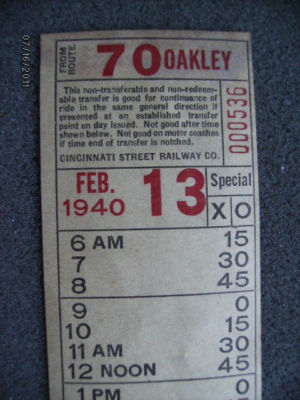 07/16/2011
FROM ROUTE 70 OAKLEY
This non-transferable and non-redeem-
able transfer is good for continuance of
ride in the same general direction if
presented at an established transfer
point on day issued. Not good after time
shown below. Not good on motor coaches
if time end of transfer is notched.
CINCINNATI STREET RAILWAY CO.
000536
FEB. 13 Special
1940 X O
6 AM 15
7 30
8 45
9 0
10 15
11 AM 30
12 NOON 45
1 PM 0